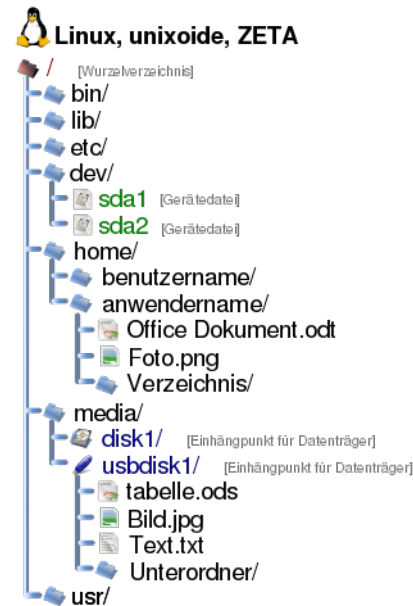 Linux, unixoide, ZETA
/ [Wurzelverzeichnis]
bin/
lib/
etc/
dev/
sda1 [Gerätedatei]
sda2 [Gerätedatei]
home/
benutzername/
anwendername/
Office Dokument.odt
Foto.png
Verzeichnis/
media/
disk1/ [Einhängpunkt für Datenträger]
usbdisk1/ [Einhängpunkt für Datenträger]
tabelle.ods
Bild.jpg
Text.txt
Unterordner/
usr/